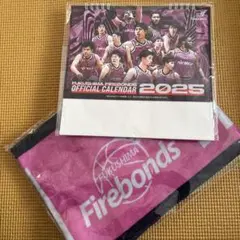 FUKUSHIMA FIREBONDS
OFFICIAL CALENDAR 2025
FUKUSHIMA
Firebonds